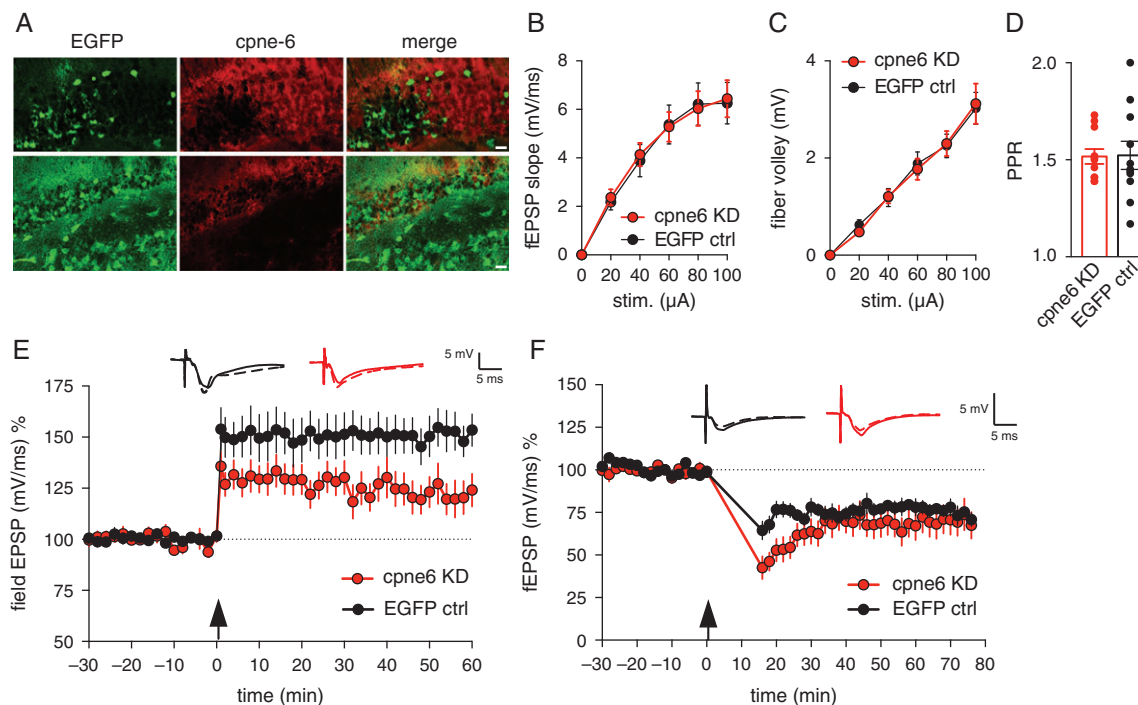 A
EGFP
cpne-6
merge
B
fEPSP slope (mV/ms)
8
6
4
2
0
cpne6 KD
EGFP ctrl
0 20 40 60 80 100
stim. (µA)
C
fiber volley (mV)
4
2
0
cpne6 KD
EGFP ctrl
0 20 40 60 80 100
stim. (µA)
D
PPR
2.0
1.5
1.0
cpne6 KD
EGFP ctrl
E
field EPSP (mV/ms) %
175
150
125
100
75
50
5 mV
5 ms
cpne6 KD
EGFP ctrl
–30 –20 –10 0 10 20 30 40 50 60
time (min)
F
fEPSP (mV/ms) %
150
125
100
75
50
25
0
5 mV
5 ms
cpne6 KD
EGFP ctrl
–30 –20 –10 0 10 20 30 40 50 60 70 80
time (min)